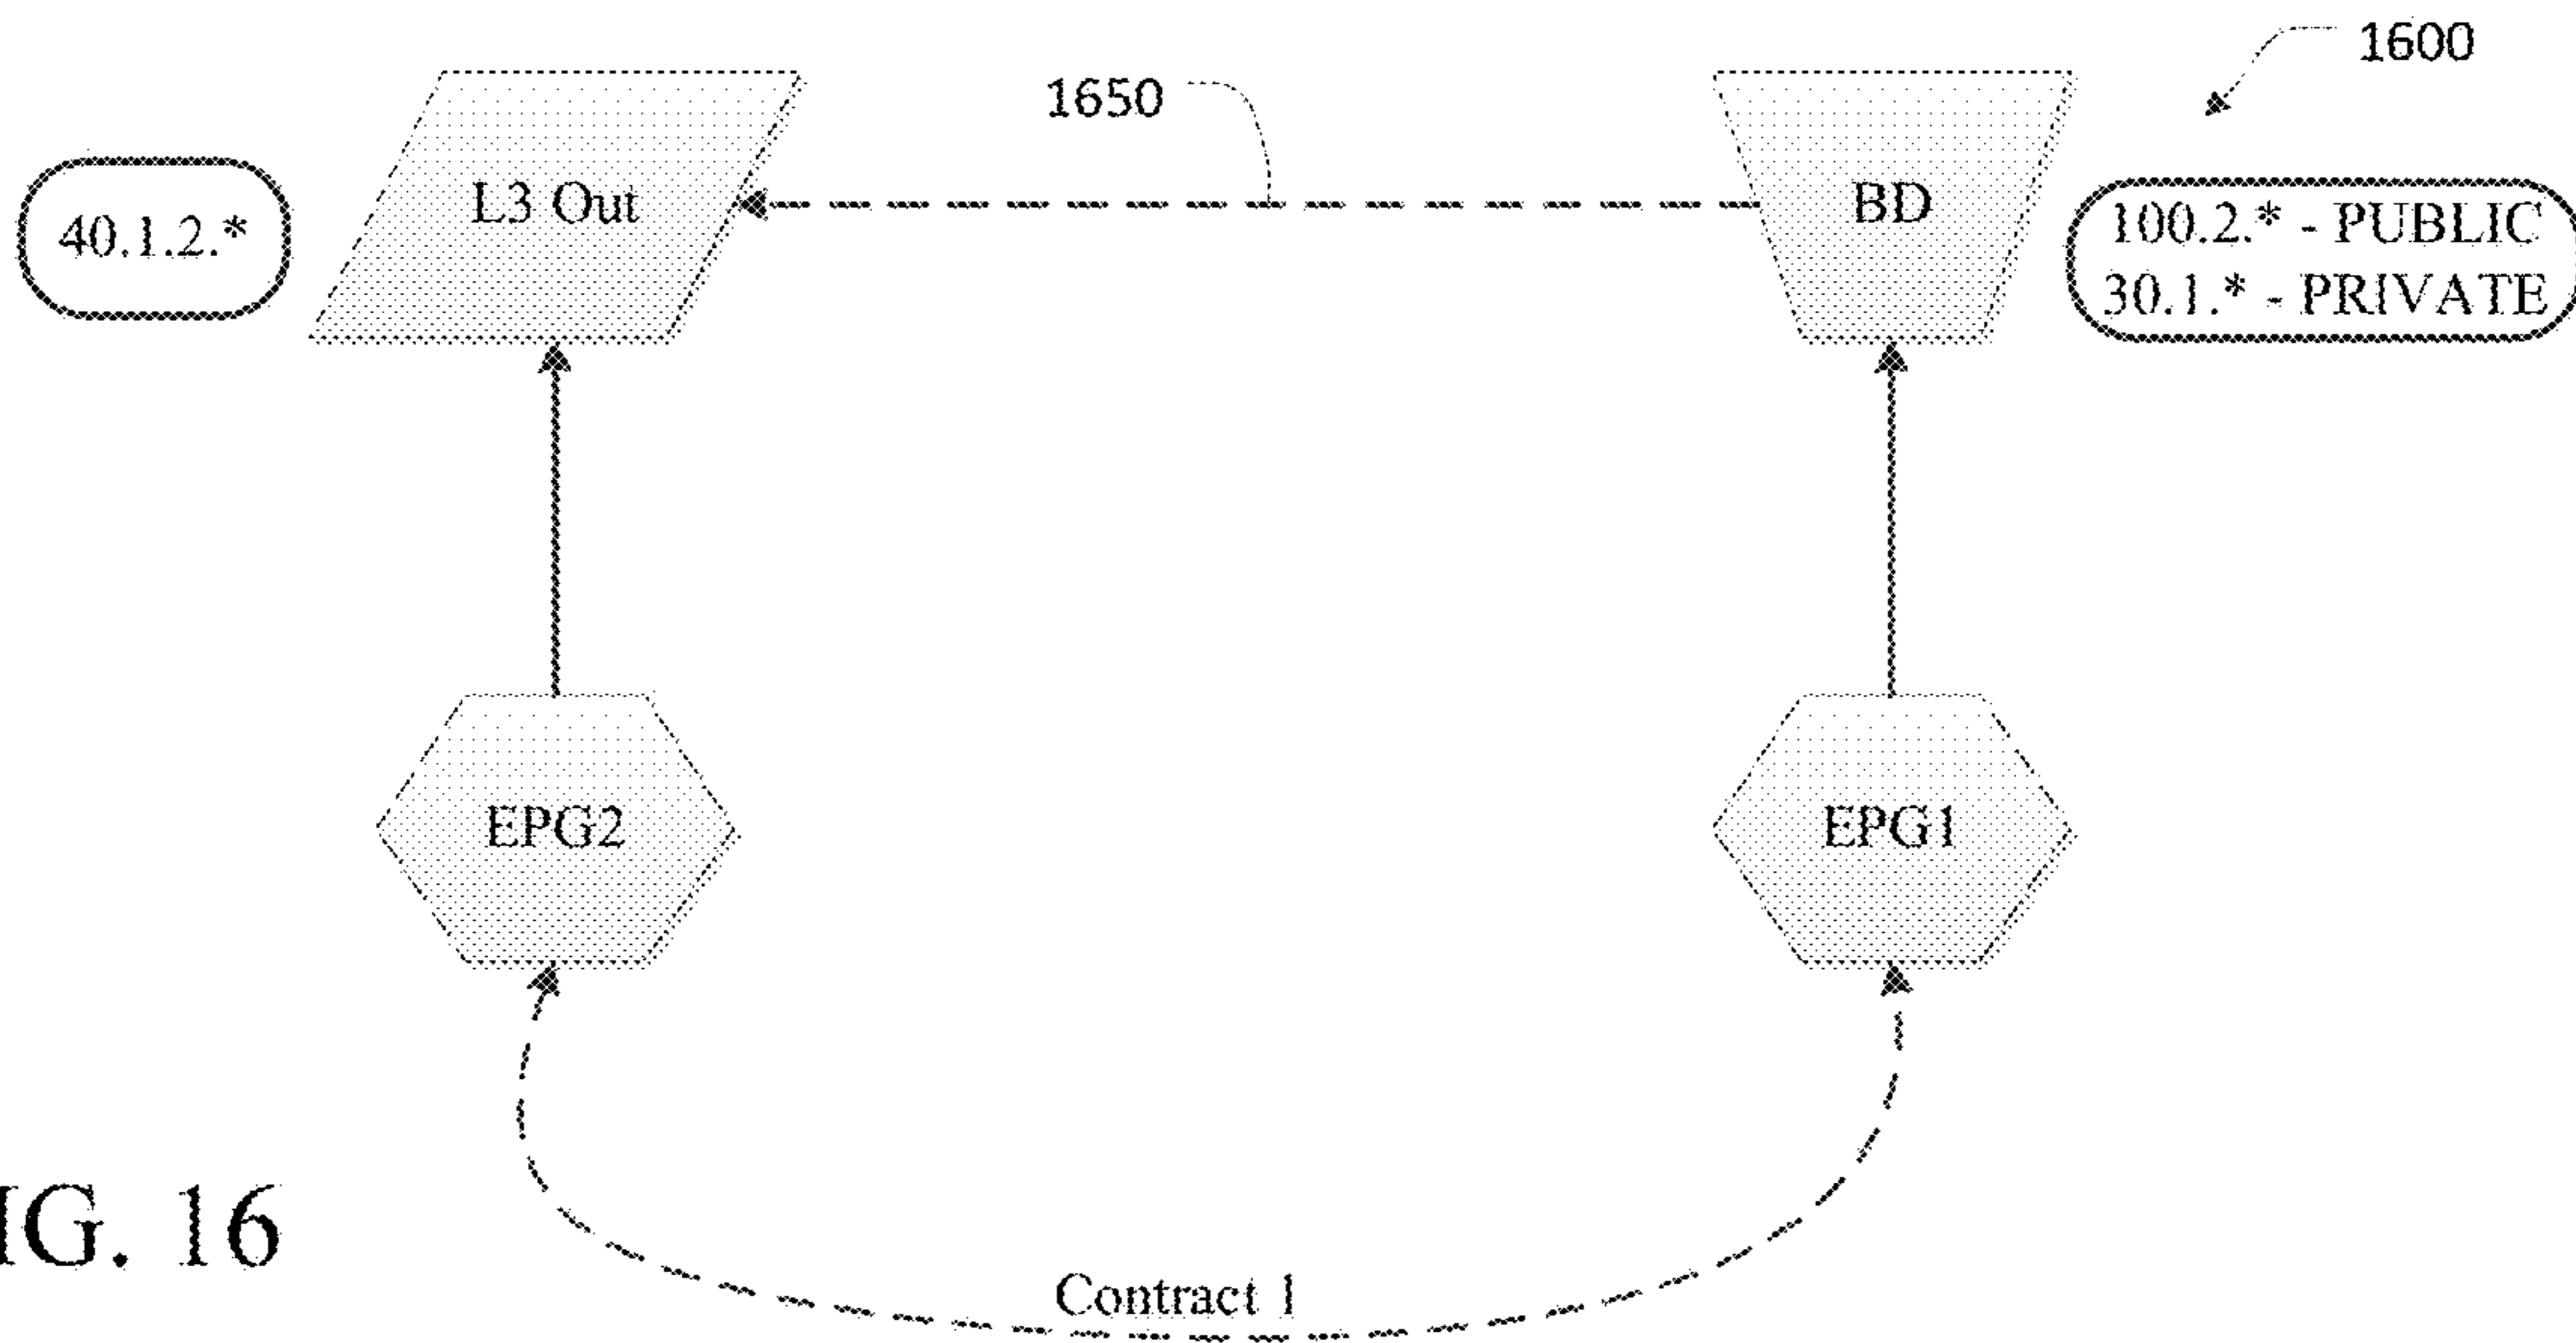 1600
1650
L3 Out
BD
40.1.2.*
100.2.* - PUBLIC
30.1.* - PRIVATE
EPG2
EPG1
IG. 16
Contract 1